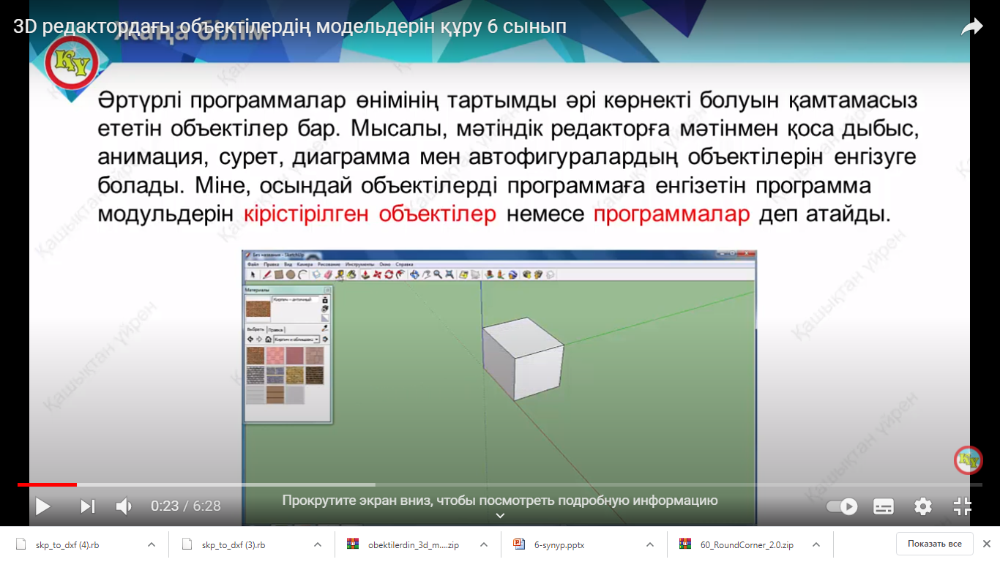 3D редактордағы объектілердің модельдерін құру 6 сынып
Жаңа білім
ҚҮ
Әртүрлі программалар өнімінің тартымды әрі көрнекті болуын қамтамасыз
ететін объектілер бар. Мысалы, мәтіндік редакторға мәтінмен қоса дыбыс,
анимация, сурет, диаграмма мен автофигуралардың объектілерін енгізуге
болады. Міне, осындай объектілерді программаға енгізетін программа
модульдерін кірістірілген объектілер немесе программалар деп атайды.
Қашықтан үйрен
Без названия - SketchUp
Файл Правка Вид Камера Рисование Инструменты Окно Справка
Материалы
Кирпич – античный
Выбрать Правка
Кирпич и облицовка
ҚҮ
0:23 / 6:28
Прокрутите экран вниз, чтобы посмотреть подробную информацию
skp_to_dxf (4).rb
skp_to_dxf (3).rb
obektilerdin_3d_m....zip
6-synyp.pptx
60_RoundCorner_2.0.zip
Показать все